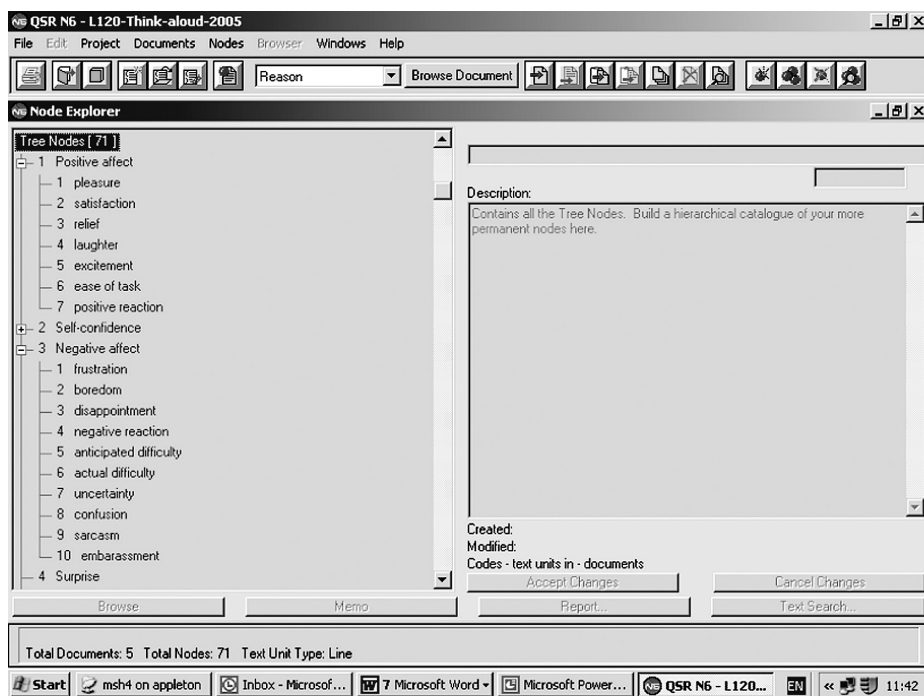 QSR N6 - L120-Think-aloud-2005
File Edit Project Documents Nodes Browser Windows Help
Reason Browse Document
Node Explorer
Tree Nodes [ 71 ]
1 Positive affect
1 pleasure
2 satisfaction
3 relief
4 laughter
5 excitement
6 ease of task
7 positive reaction
2 Self-confidence
3 Negative affect
1 frustration
2 boredom
3 disappointment
4 negative reaction
5 anticipated difficulty
6 actual difficulty
7 uncertainty
8 confusion
9 sarcasm
10 embarassment
4 Surprise
Description:
Contains all the Tree Nodes. Build a hierarchical catalogue of your more
permanent nodes here.
Created:
Modified:
Codes - text units in - documents
Accept Changes Cancel Changes
Browse Memo Report... Text Search...
Total Documents: 5 Total Nodes: 71 Text Unit Type: Line
Start msh4 on appleton Inbox - Microsof... 7 Microsoft Word Microsoft Power... QSR N6 - L120... EN « 11:42